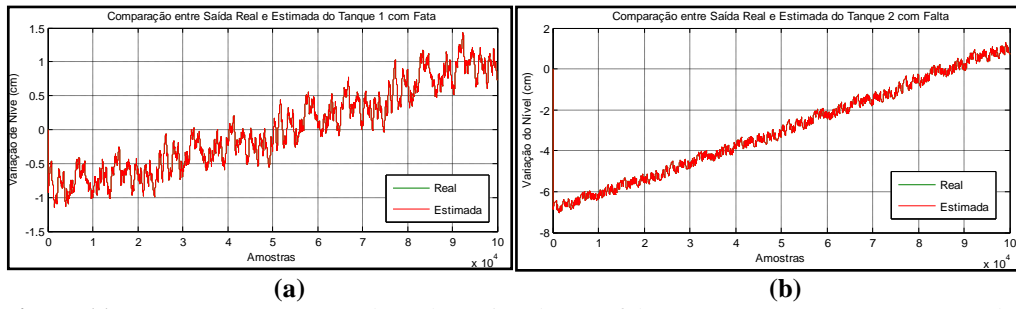 Comparação entre Saída Real e Estimada do Tanque 1 com Fata
Variação de Níve (cm)
1.5
1
0.5
0
-0.5
-1
-1.5
0 1 2 3 4 5 6 7 8 9 10
Amostras
x 10^4
Real
Estimada
(a)
Comparação entre Saída Real e Estimada do Tanque 2 com Falta
Variação do Nível (cm)
2
0
-2
-4
-6
-8
0 1 2 3 4 5 6 7 8 9 10
Amostras
x 10^4
Real
Estimada
(b)